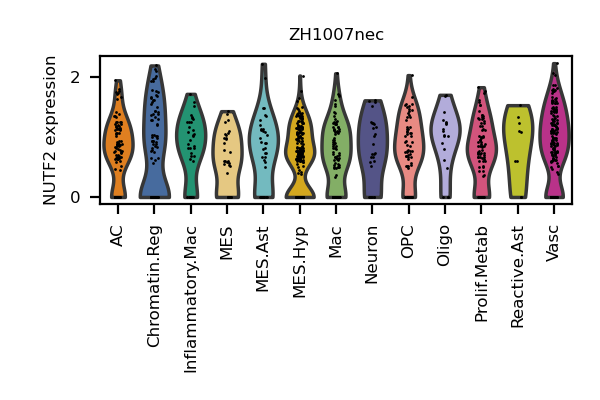 ZH1007nec
NUTF2 expression
2
0
AC
Chromatin.Reg
Inflammatory.Mac
MES
MES.Ast
MES.Hyp
Mac
Neuron
OPC
Oligo
Prolif.Metab
Reactive.Ast
Vasc